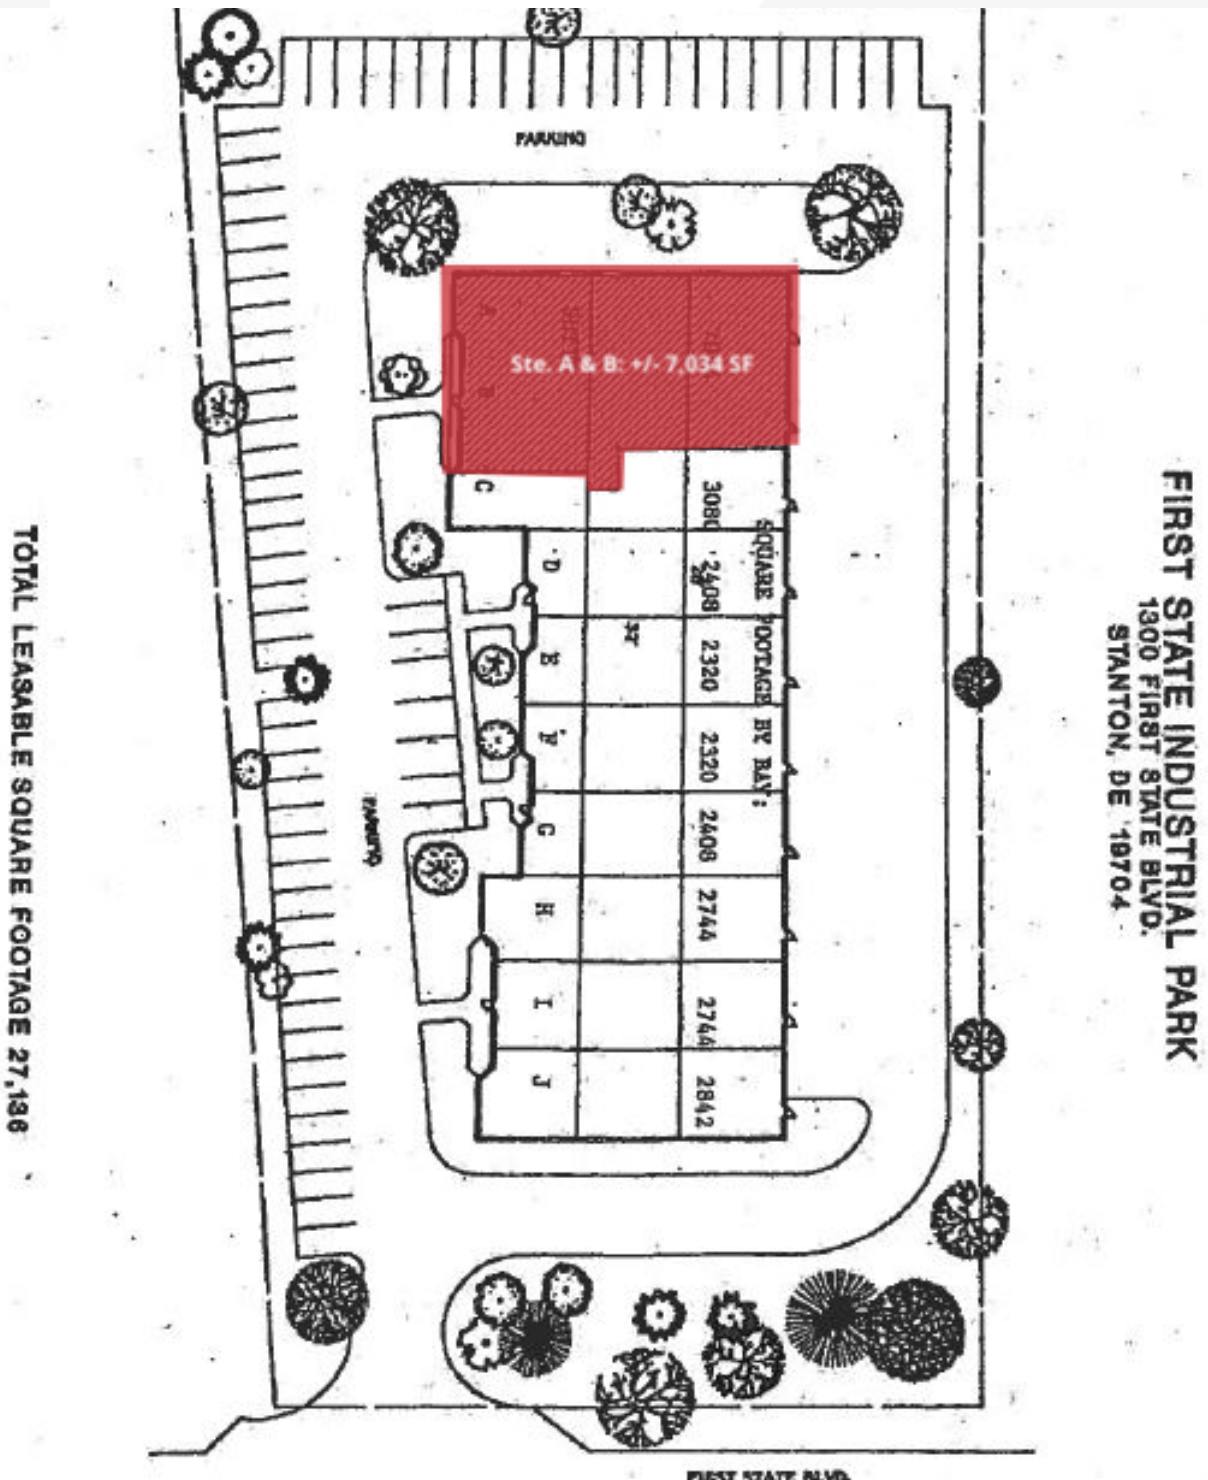 PARKING
A
B
Ste. A & B: +/- 7,034 SF
C
3080
D
2408
E
2320
F
2320
G
2408
H
2744
I
2744
J
2842
SQUARE FOOTAGE BY BAY:
PARKING
FIRST STATE INDUSTRIAL PARK
1300 FIRST STATE BLVD.
STANTON, DE 19704
TOTAL LEASABLE SQUARE FOOTAGE 27,136
FIRST STATE BLVD.